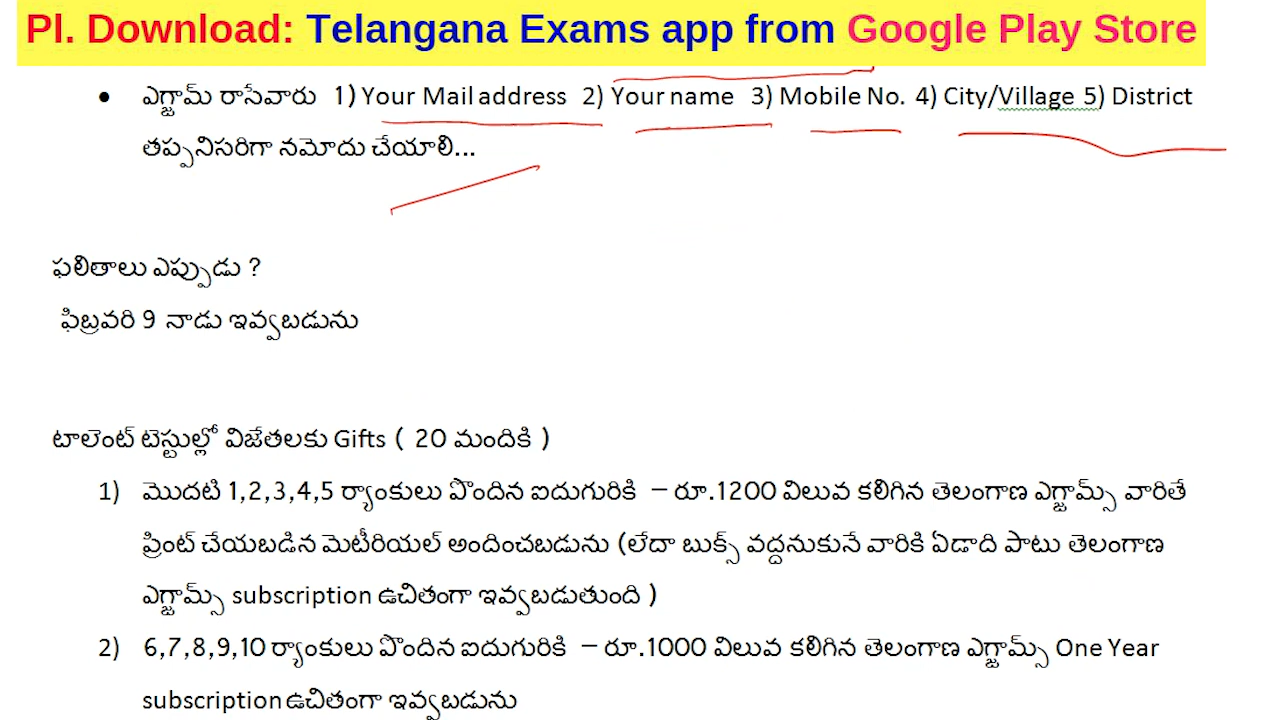 Pl. Download: Telangana Exams app from Google Play Store
• ఎగ్జామ్ రాసేవారు 1) Your Mail address 2) Your name 3) Mobile No. 4) City/Village 5) District
తప్పనిసరిగా నమోదు చేయాలి...
ఫలితాలు ఎప్పుడు ?
ఫిబ్రవరి 9 నాడు ఇవ్వబడును
టాలెంట్ టెస్టుల్లో విజేతలకు Gifts ( 20 మందికి )
1) మొదటి 1,2,3,4,5 ర్యాంకులు పొందిన ఐదుగురికి – రూ.1200 విలువ కలిగిన తెలంగాణ ఎగ్జామ్స్ వారితే
ప్రింట్ చేయబడిన మెటీరియల్ అందించబడును (లేదా బుక్స్ వద్దనుకునే వారికి ఏడాది పాటు తెలంగాణ
ఎగ్జామ్స్ subscription ఉచితంగా ఇవ్వబడుతుంది )
2) 6,7,8,9,10 ర్యాంకులు పొందిన ఐదుగురికి – రూ.1000 విలువ కలిగిన తెలంగాణ ఎగ్జామ్స్ One Year
subscription ఉచితంగా ఇవ్వబడును